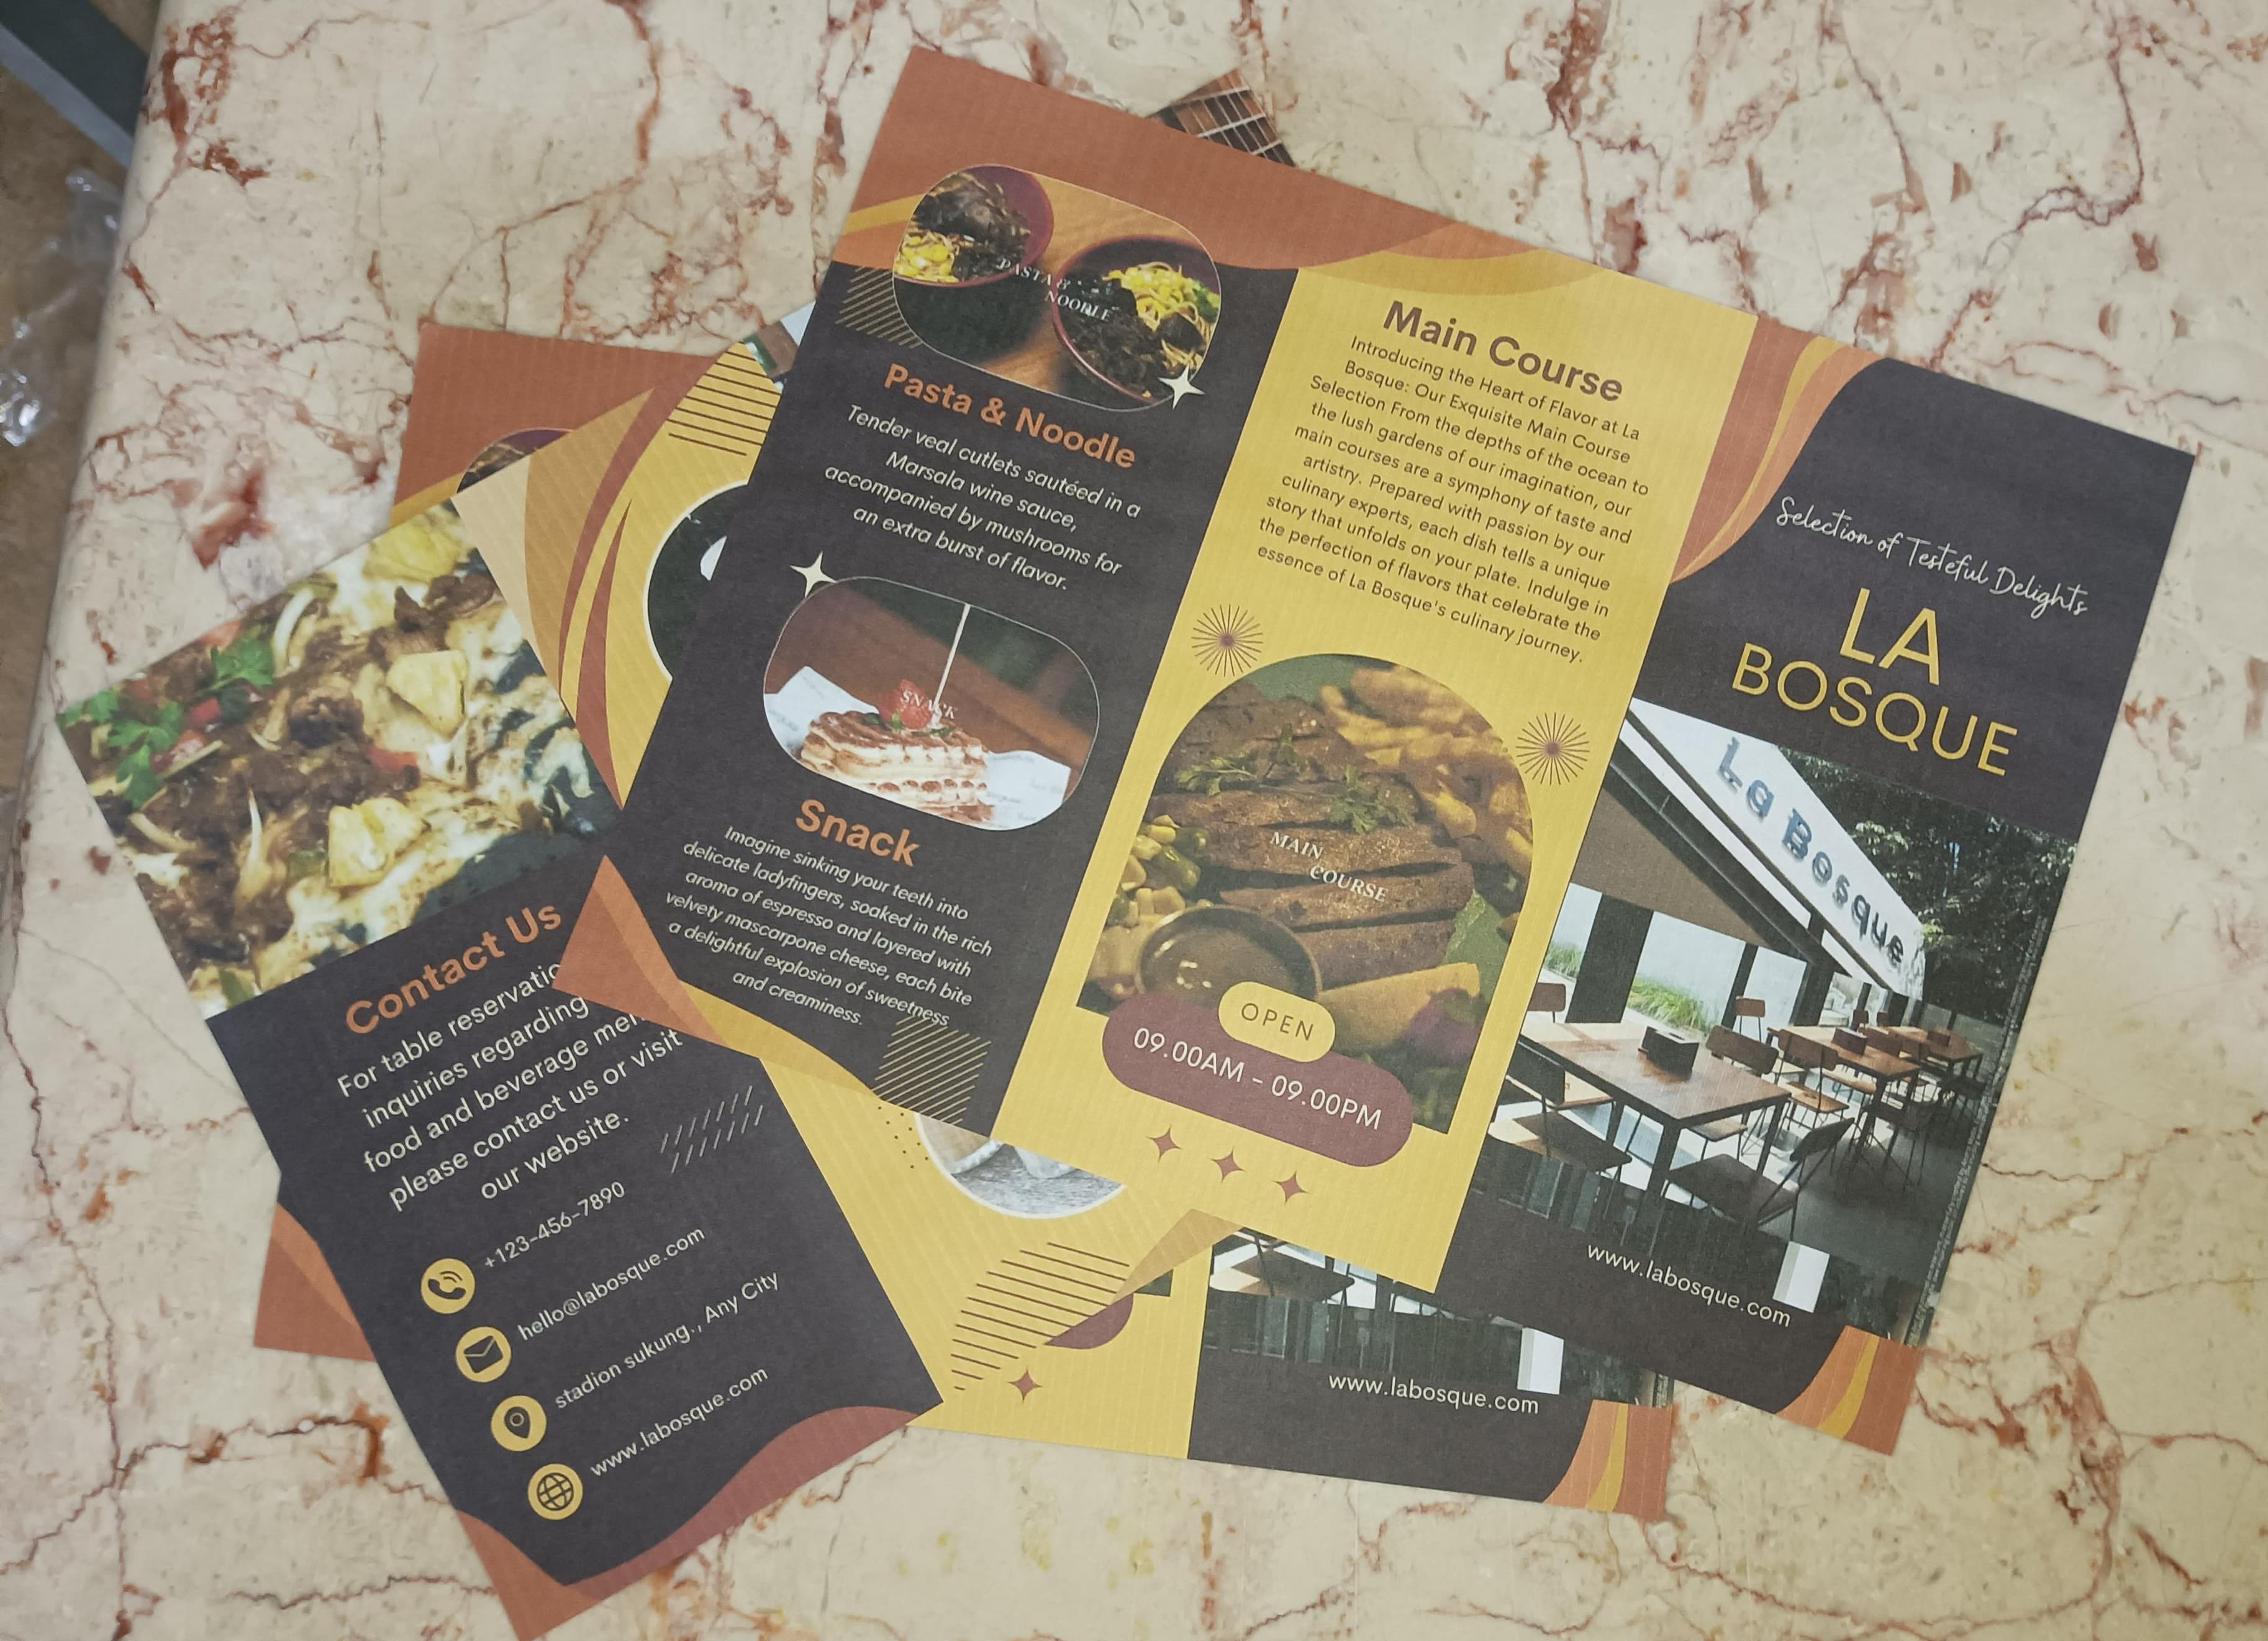 PASTA &
NOODLE
Pasta & Noodle
Tender veal cutlets sautéed in a
Marsala wine sauce,
accompanied by mushrooms for
an extra burst of flavor.
SNACK
Snack
Imagine sinking your teeth into
delicate ladyfingers, soaked in the rich
aroma of espresso and layered with
velvety mascarpone cheese, each bite
a delightful explosion of sweetness
and creaminess.
Main Course
Introducing the Heart of Flavor at La
Bosque: Our Exquisite Main Course
Selection From the depths of the ocean to
the lush gardens of our imagination, our
main courses are a symphony of taste and
artistry. Prepared with passion by our
culinary experts, each dish tells a unique
story that unfolds on your plate. Indulge in
the perfection of flavors that celebrate the
essence of La Bosque's culinary journey.
MAIN
COURSE
OPEN
09.00AM - 09.00PM
Selection of Testeful Delights
LA
BOSQUE
La Bosque
www.labosque.com
Contact Us
For table
inquiries regarding
food and beverage
please contact us or visit
our website.
+123-456-7890
hello@labosque.com
stadion sukung., Any City
www.labosque.com
www.labosque.com